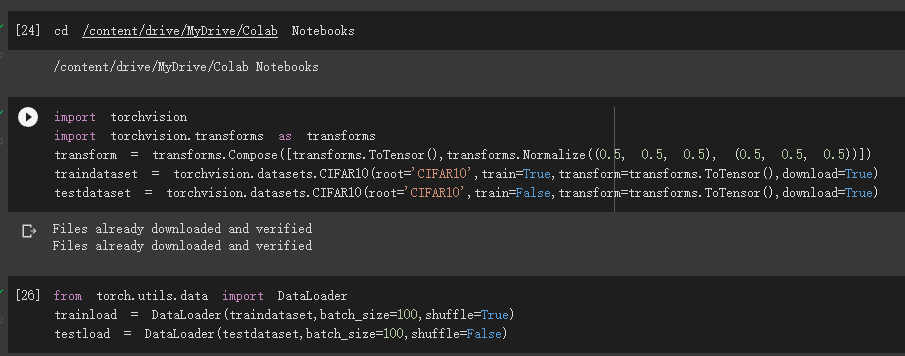 [24] cd /content/drive/MyDrive/Colab Notebooks
/content/drive/MyDrive/Colab Notebooks
import torchvision
import torchvision.transforms as transforms
transform = transforms.Compose([transforms.ToTensor(),transforms.Normalize((0.5, 0.5, 0.5), (0.5, 0.5, 0.5))])
traindataset = torchvision.datasets.CIFAR10(root='CIFAR10',train=True,transform=transforms.ToTensor(),download=True)
testdataset = torchvision.datasets.CIFAR10(root='CIFAR10',train=False,transform=transforms.ToTensor(),download=True)
Files already downloaded and verified
Files already downloaded and verified
[26] from torch.utils.data import DataLoader
trainload = DataLoader(traindataset,batch_size=100,shuffle=True)
testload = DataLoader(testdataset,batch_size=100,shuffle=False)